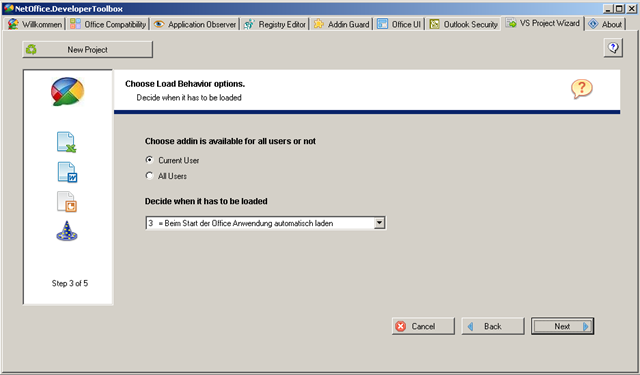 NetOffice.DeveloperToolbox
Willkommen Office Compatibility Application Observer Registry Editor Addin Guard Office UI Outlook Security VS Project Wizard About
New Project
Choose Load Behavior options.
Decide when it has to be loaded
Choose addin is available for all users or not
Current User
All Users
Decide when it has to be loaded
3 = Beim Start der Office Anwendung automatisch laden
Step 3 of 5
Cancel Back Next